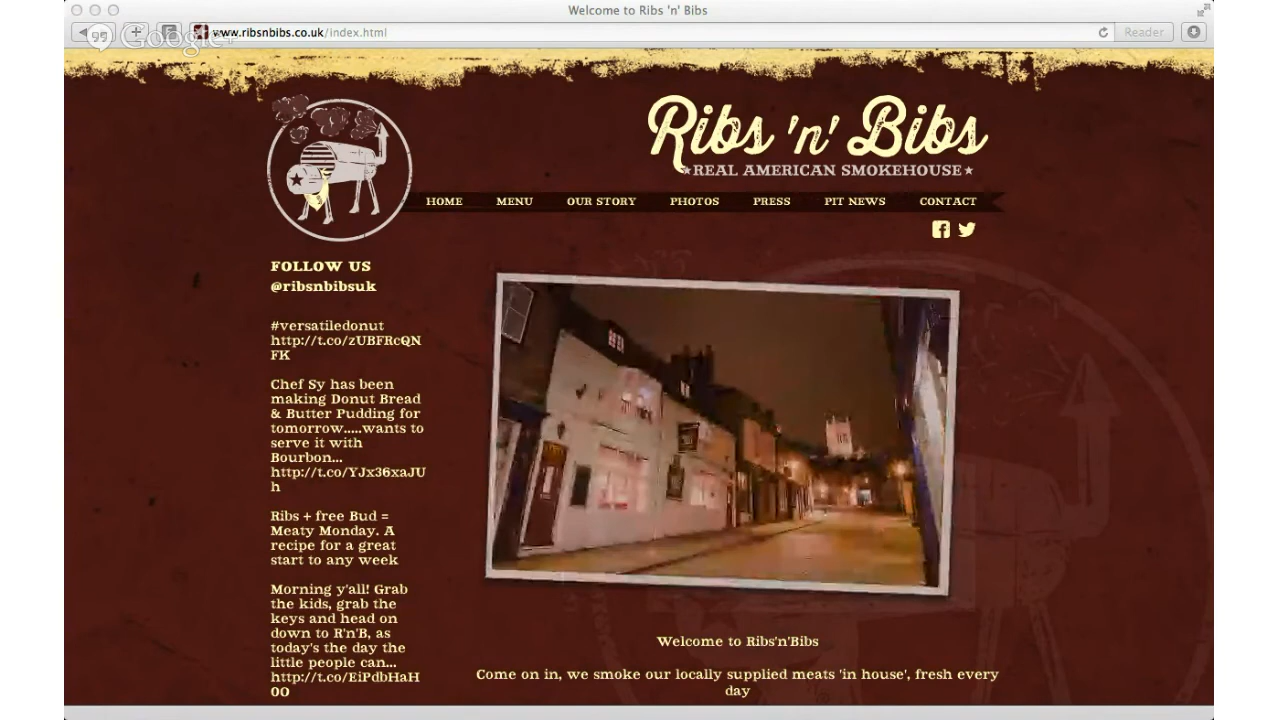 Welcome to Ribs 'n' Bibs
Google+
www.ribsnbibs.co.uk/index.html
Reader
Ribs 'n' Bibs
REAL AMERICAN SMOKEHOUSE
HOME MENU OUR STORY PHOTOS PRESS PIT NEWS CONTACT
FOLLOW US
@ribsnbibsuk
#versatiledonut
http://t.co/zUBFRcQN
FK
Chef Sy has been
making Donut Bread
& Butter Pudding for
tomorrow.....wants to
serve it with
Bourbon...
http://t.co/YJx36xaJU
h
Ribs + free Bud =
Meaty Monday. A
recipe for a great
start to any week
Morning y'all! Grab
the kids, grab the
keys and head on
down to R'n'B, as
today's the day the
little people can...
http://t.co/EiPdbHaH
00
Welcome to Ribs'n'Bibs
Come on in, we smoke our locally supplied meats 'in house', fresh every
day